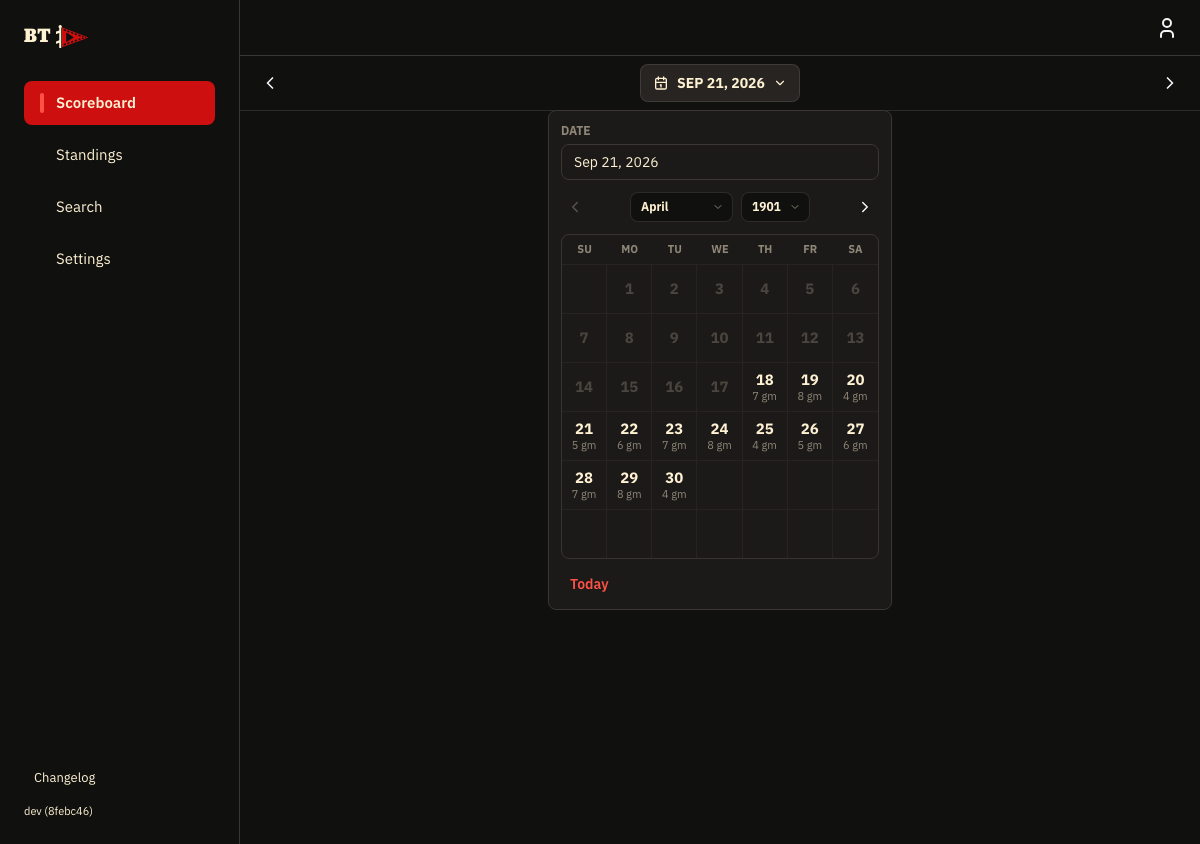 BT
Scoreboard
Standings
Search
Settings
Changelog
dev (8febc46)
SEP 21, 2026
DATE
Sep 21, 2026
April 1901
SU MO TU WE TH FR SA
1 2 3 4 5 6
7 8 9 10 11 12 13
14 15 16 17 18 19 20
7 gm 8 gm 4 gm
21 22 23 24 25 26 27
5 gm 6 gm 7 gm 8 gm 4 gm 5 gm 6 gm
28 29 30
7 gm 8 gm 4 gm
Today